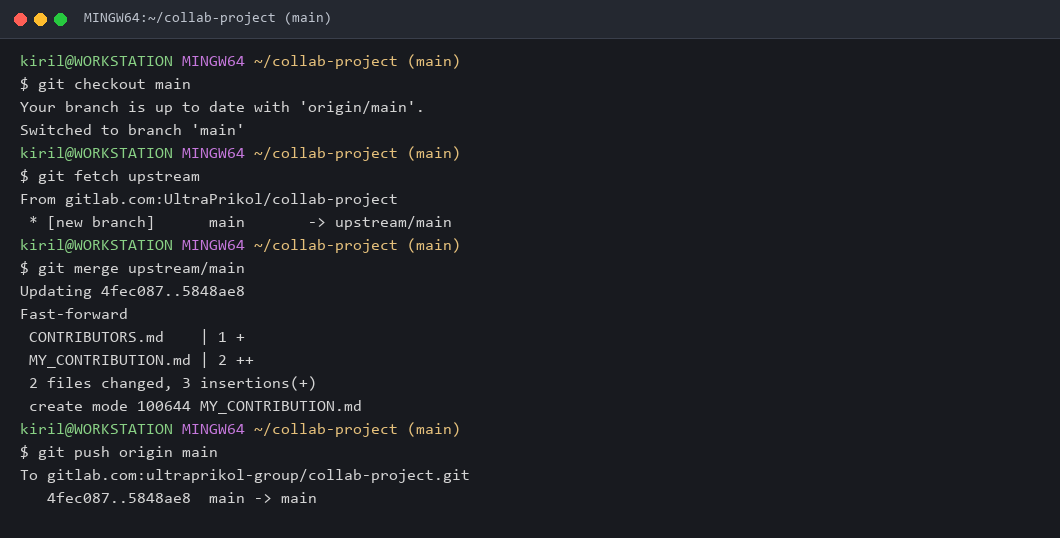 MINGW64:~/collab-project (main)
kiril@WORKSTATION MINGW64 ~/collab-project (main)
$ git checkout main
Your branch is up to date with 'origin/main'.
Switched to branch 'main'
kiril@WORKSTATION MINGW64 ~/collab-project (main)
$ git fetch upstream
From gitlab.com:UltraPrikol/collab-project
 * [new branch]      main       -> upstream/main
kiril@WORKSTATION MINGW64 ~/collab-project (main)
$ git merge upstream/main
Updating 4fec087..5848ae8
Fast-forward
 CONTRIBUTORS.md    | 1 +
 MY_CONTRIBUTION.md | 2 ++
 2 files changed, 3 insertions(+)
 create mode 100644 MY_CONTRIBUTION.md
kiril@WORKSTATION MINGW64 ~/collab-project (main)
$ git push origin main
To gitlab.com:ultraprikol-group/collab-project.git
   4fec087..5848ae8  main -> main